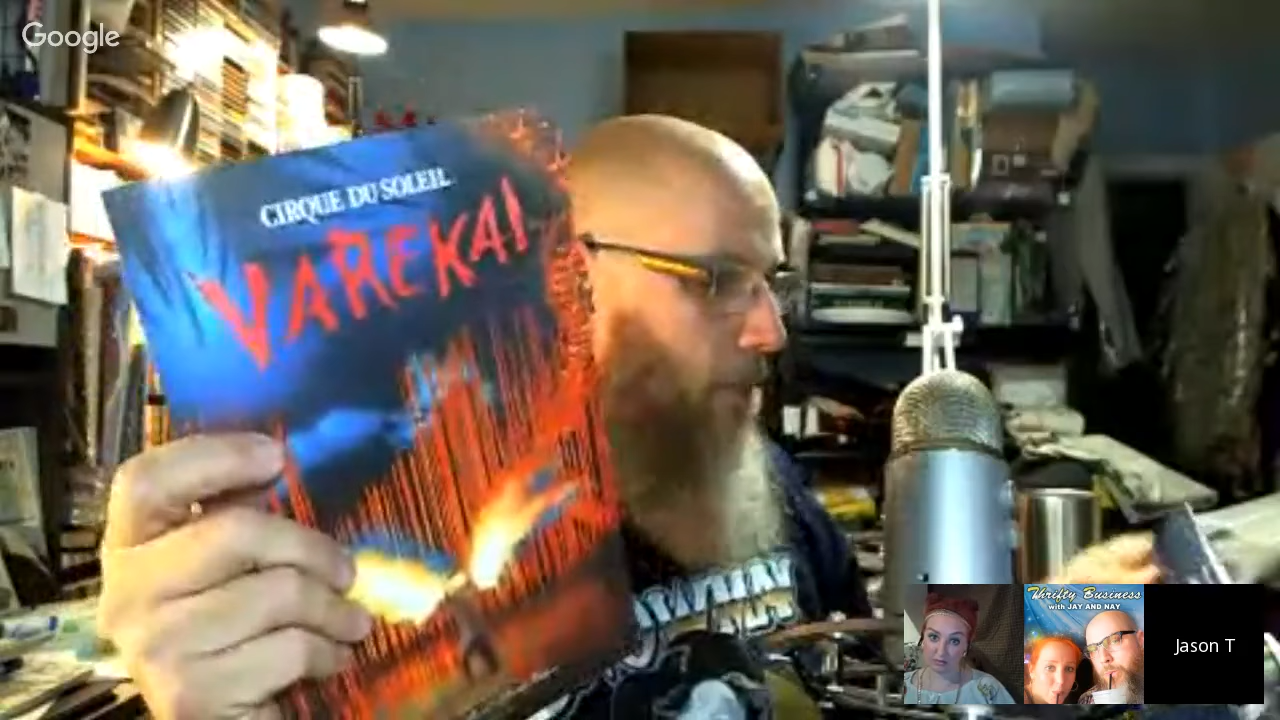 Google
CIRQUE DU SOLEIL
VAREKAI
Thrifty Business
with JAY AND NAY
Jason T